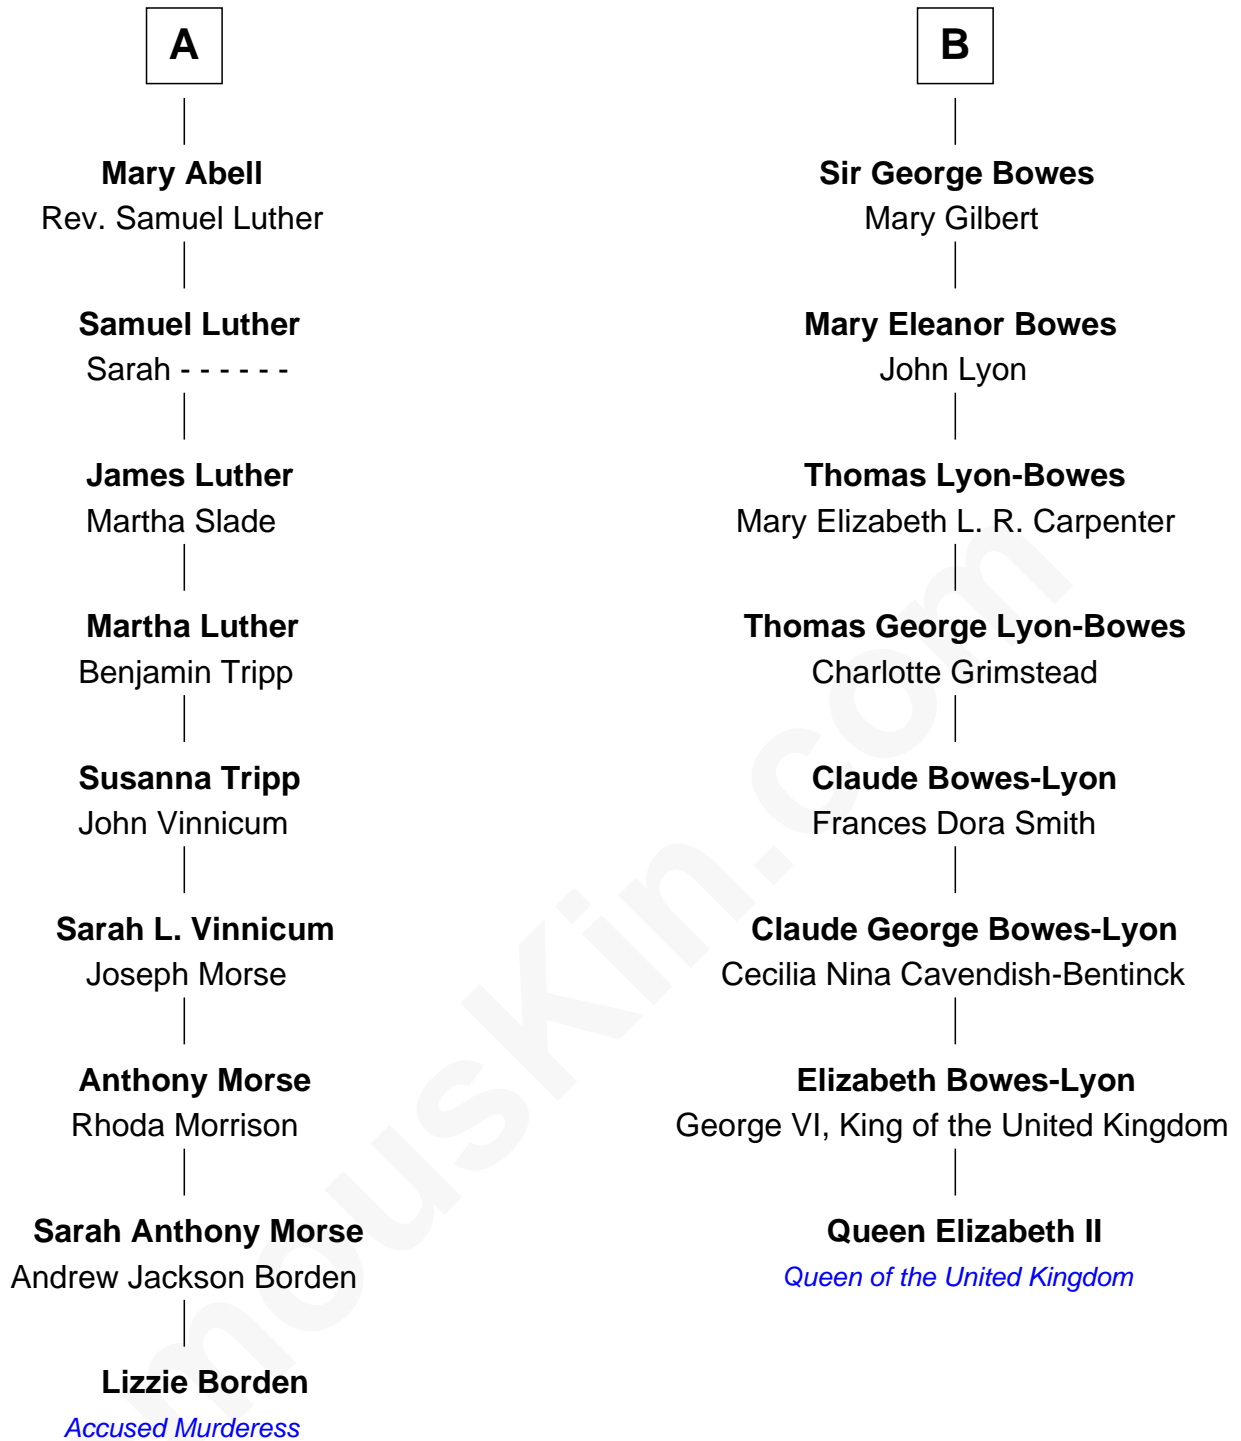 A
Mary Abell
Rev. Samuel Luther
Samuel Luther
Sarah - - - - - -
James Luther
Martha Slade
Martha Luther
Benjamin Tripp
Susanna Tripp
John Vinnicum
Sarah L. Vinnicum
Joseph Morse
Anthony Morse
Rhoda Morrison
Sarah Anthony Morse
Andrew Jackson Borden
Lizzie Borden
Accused Murderess
B
Sir George Bowes
Mary Gilbert
Mary Eleanor Bowes
John Lyon
Thomas Lyon-Bowes
Mary Elizabeth L. R. Carpenter
Thomas George Lyon-Bowes
Charlotte Grimstead
Claude Bowes-Lyon
Frances Dora Smith
Claude George Bowes-Lyon
Cecilia Nina Cavendish-Bentinck
Elizabeth Bowes-Lyon
George VI, King of the United Kingdom
Queen Elizabeth II
Queen of the United Kingdom
mousKin.com